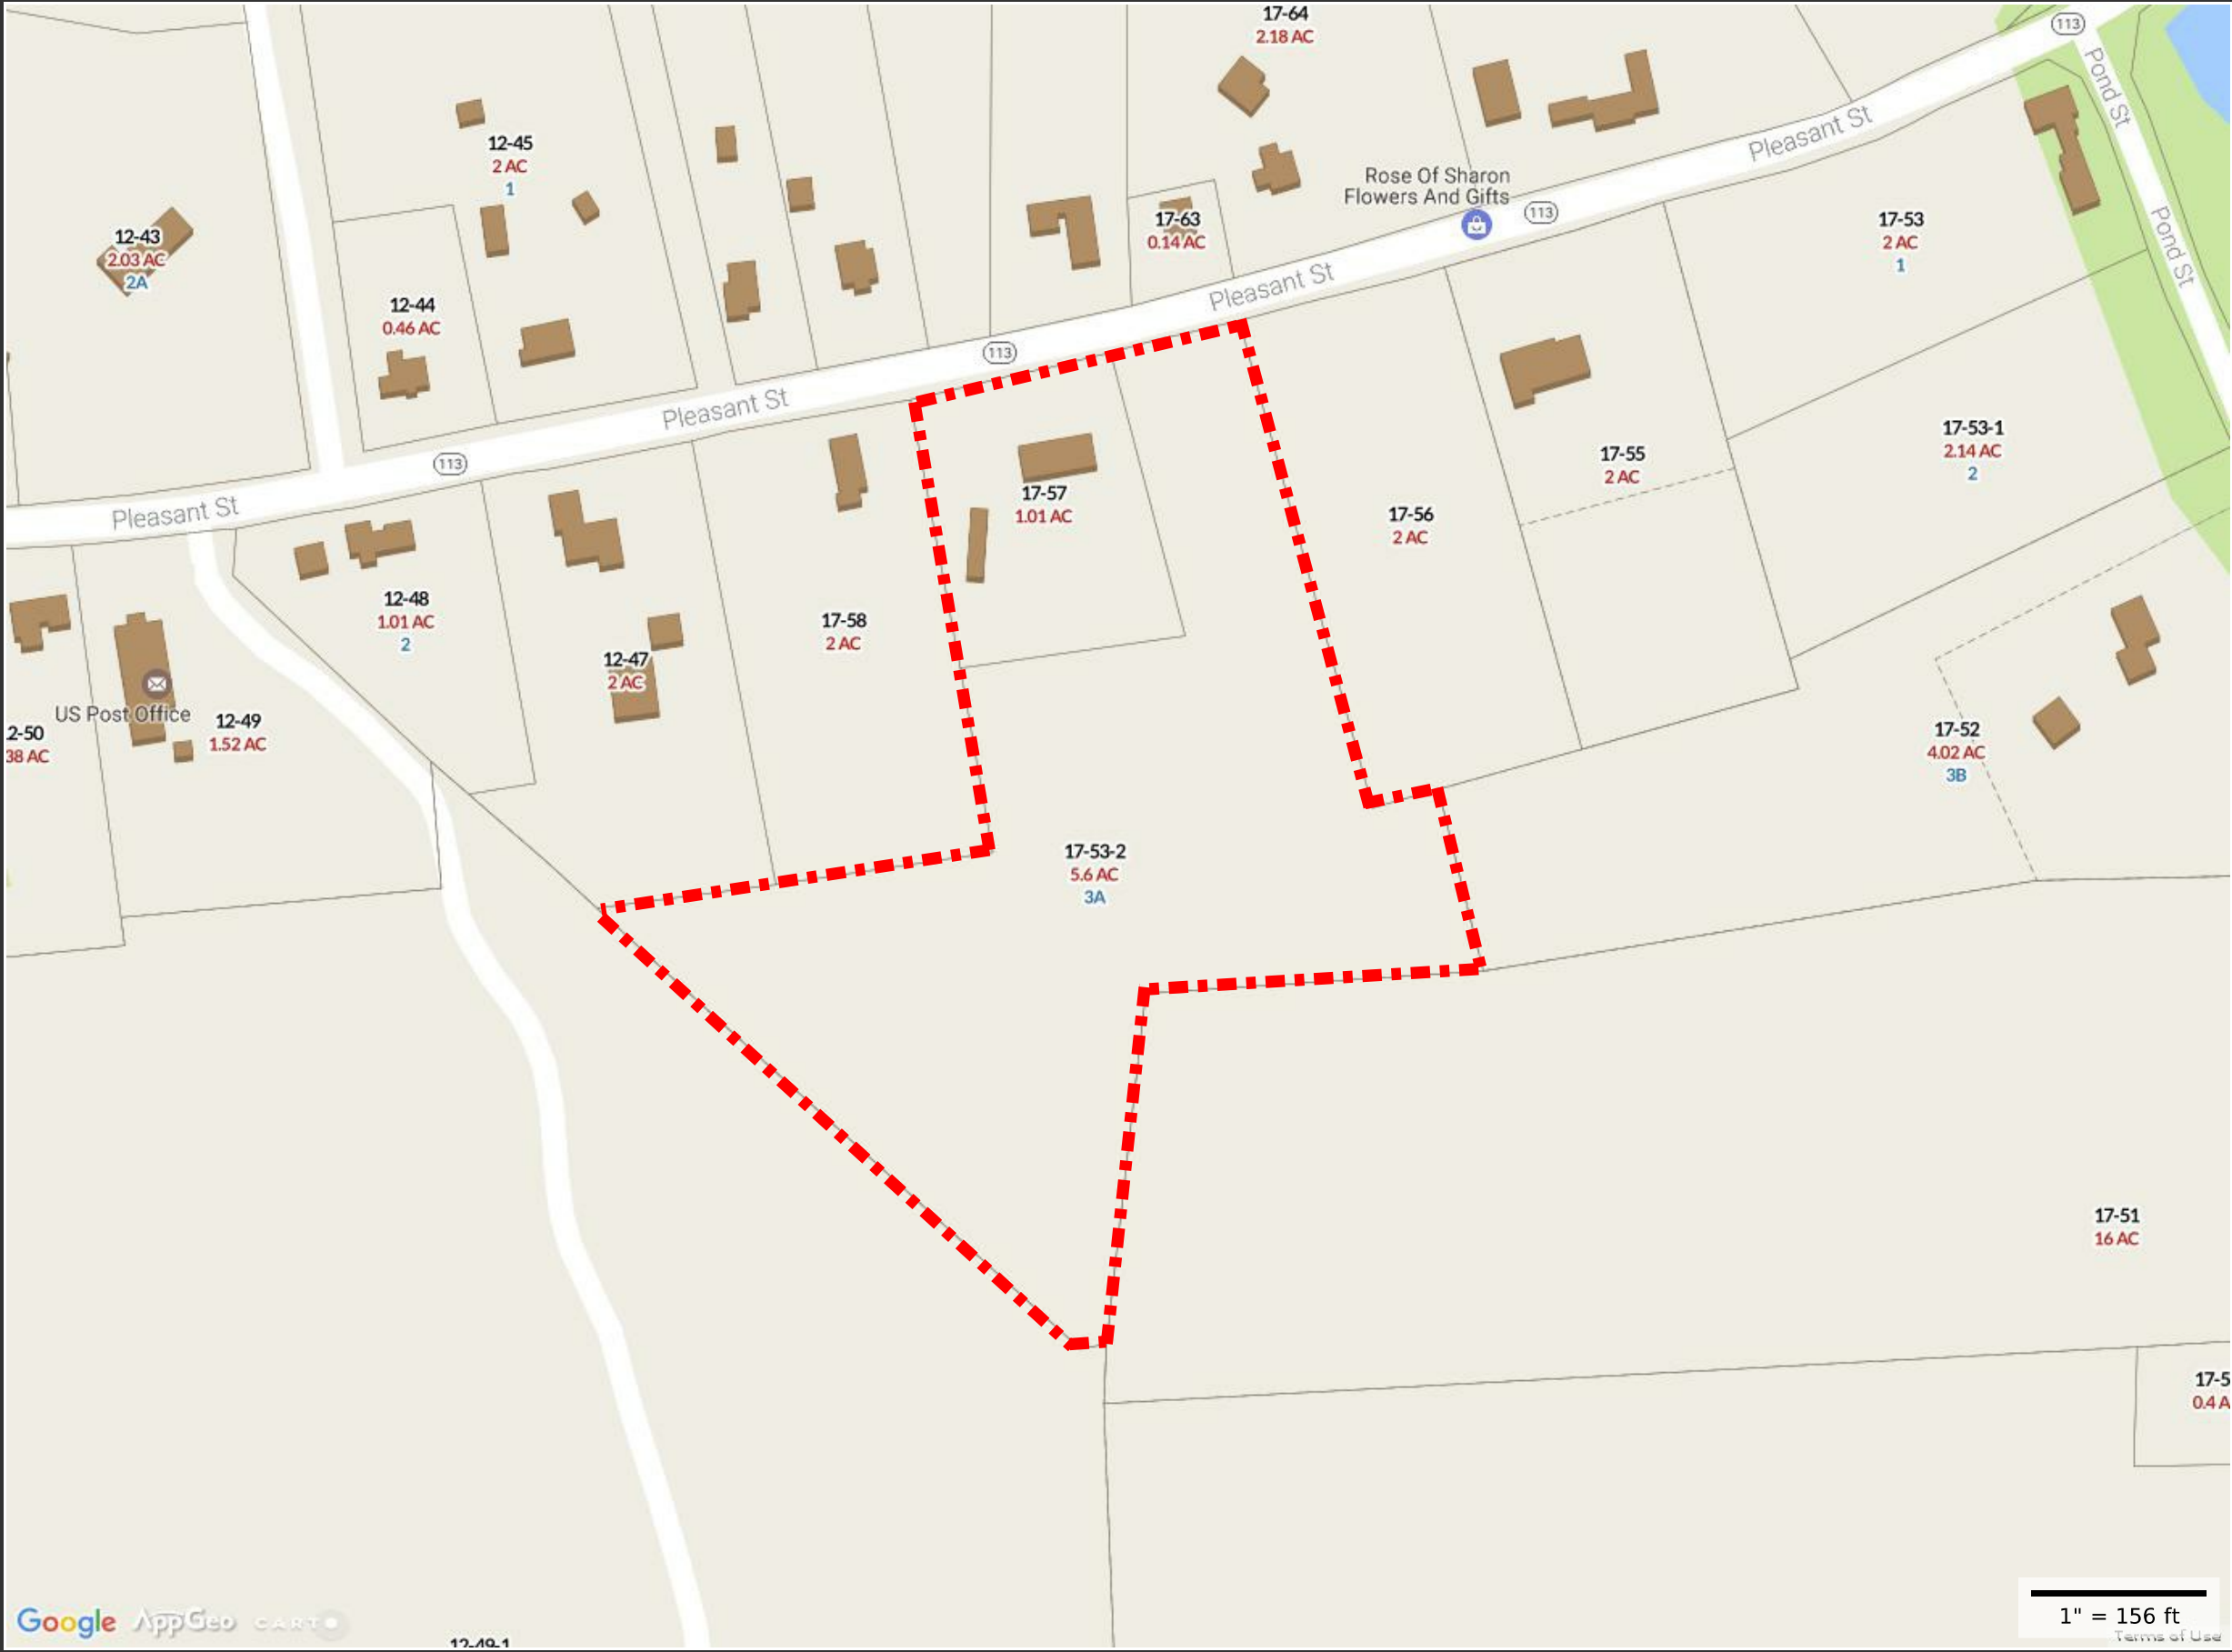 17-64
2.18 AC
113
Pond St
Pleasant St
12-45
2 AC
1
Rose Of Sharon
Flowers And Gifts
113
17-63
0.14 AC
17-53
2 AC
1
Pond St
12-43
2.03 AC
2A
Pleasant St
12-44
0.46 AC
113
Pleasant St
17-53-1
2.14 AC
2
17-55
2 AC
113
17-57
1.01 AC
Pleasant St
17-56
2 AC
12-48
1.01 AC
2
17-58
2 AC
12-47
2 AC
US Post Office
12-49
1.52 AC
2-50
38 AC
17-52
4.02 AC
3B
17-53-2
5.6 AC
3A
17-51
16 AC
17-5
0.4 A
1" = 156 ft
Terms of Use
Google AppGeo CARTO
12-49-1